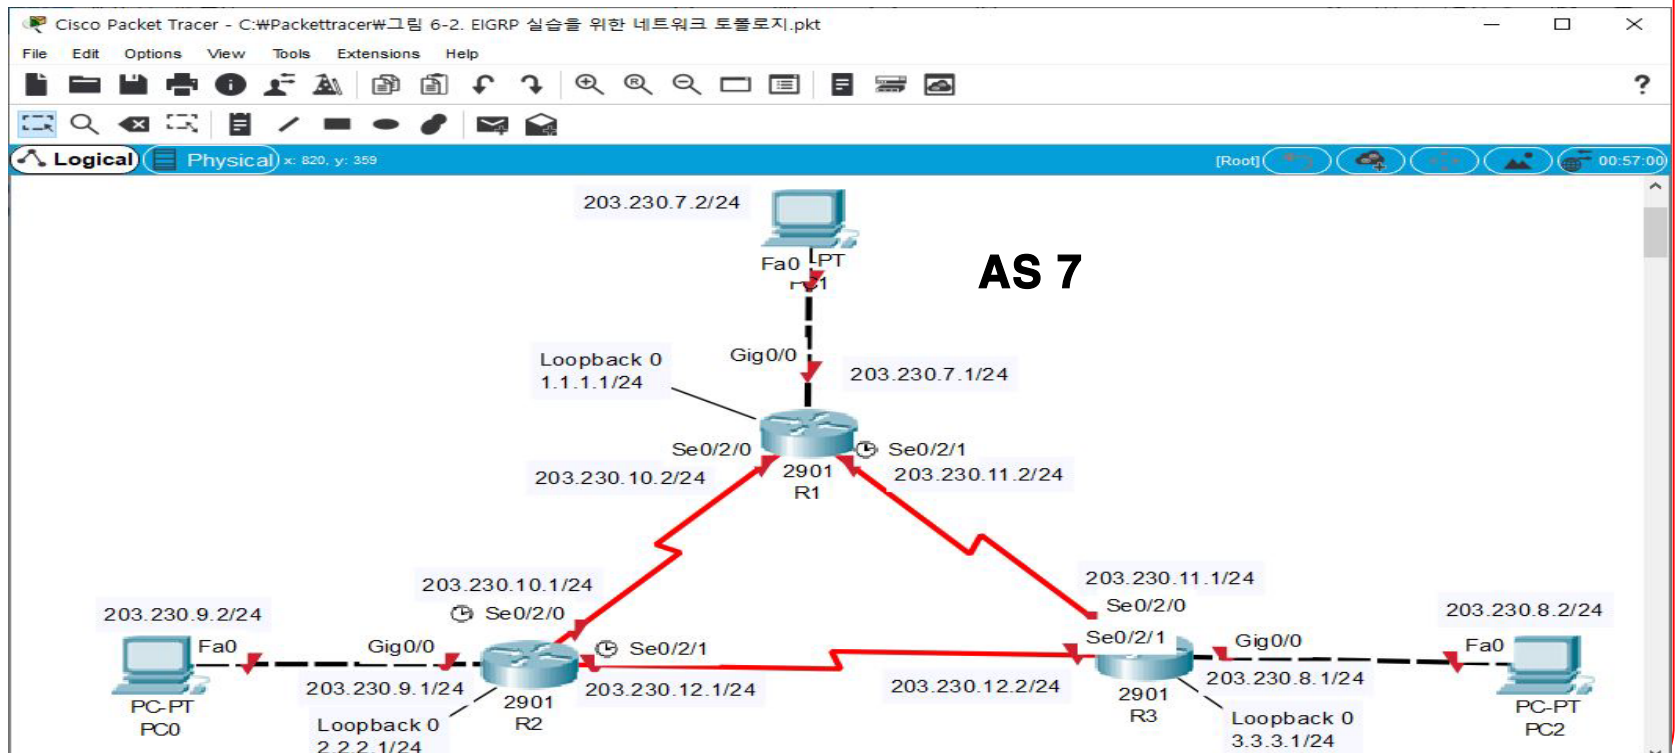 Cisco Packet Tracer - C:₩Packettracer₩그림 6-2. EIGRP 실습을 위한 네트워크 토폴로지.pkt
File Edit Options View Tools Extensions Help
Logical Physical x: 820, y: 359 [Root] 00:57:00
203.230.7.2/24
AS 7
Fa0 PT
Loopback 0
1.1.1.1/24
Gig0/0
203.230.7.1/24
Se0/2/0
Se0/2/1
203.230.10.2/24
2901
R1
203.230.11.2/24
203.230.10.1/24
Se0/2/0
203.230.11.1/24
Se0/2/0
203.230.9.2/24
203.230.8.2/24
Fa0
Gig0/0
Se0/2/1
Se0/2/1
Gig0/0
Fa0
203.230.9.1/24
203.230.12.1/24
203.230.12.2/24
203.230.8.1/24
PC-PT
PC0
2901
R2
2901
R3
PC-PT
PC2
Loopback 0
2.2.2.1/24
Loopback 0
3.3.3.1/24